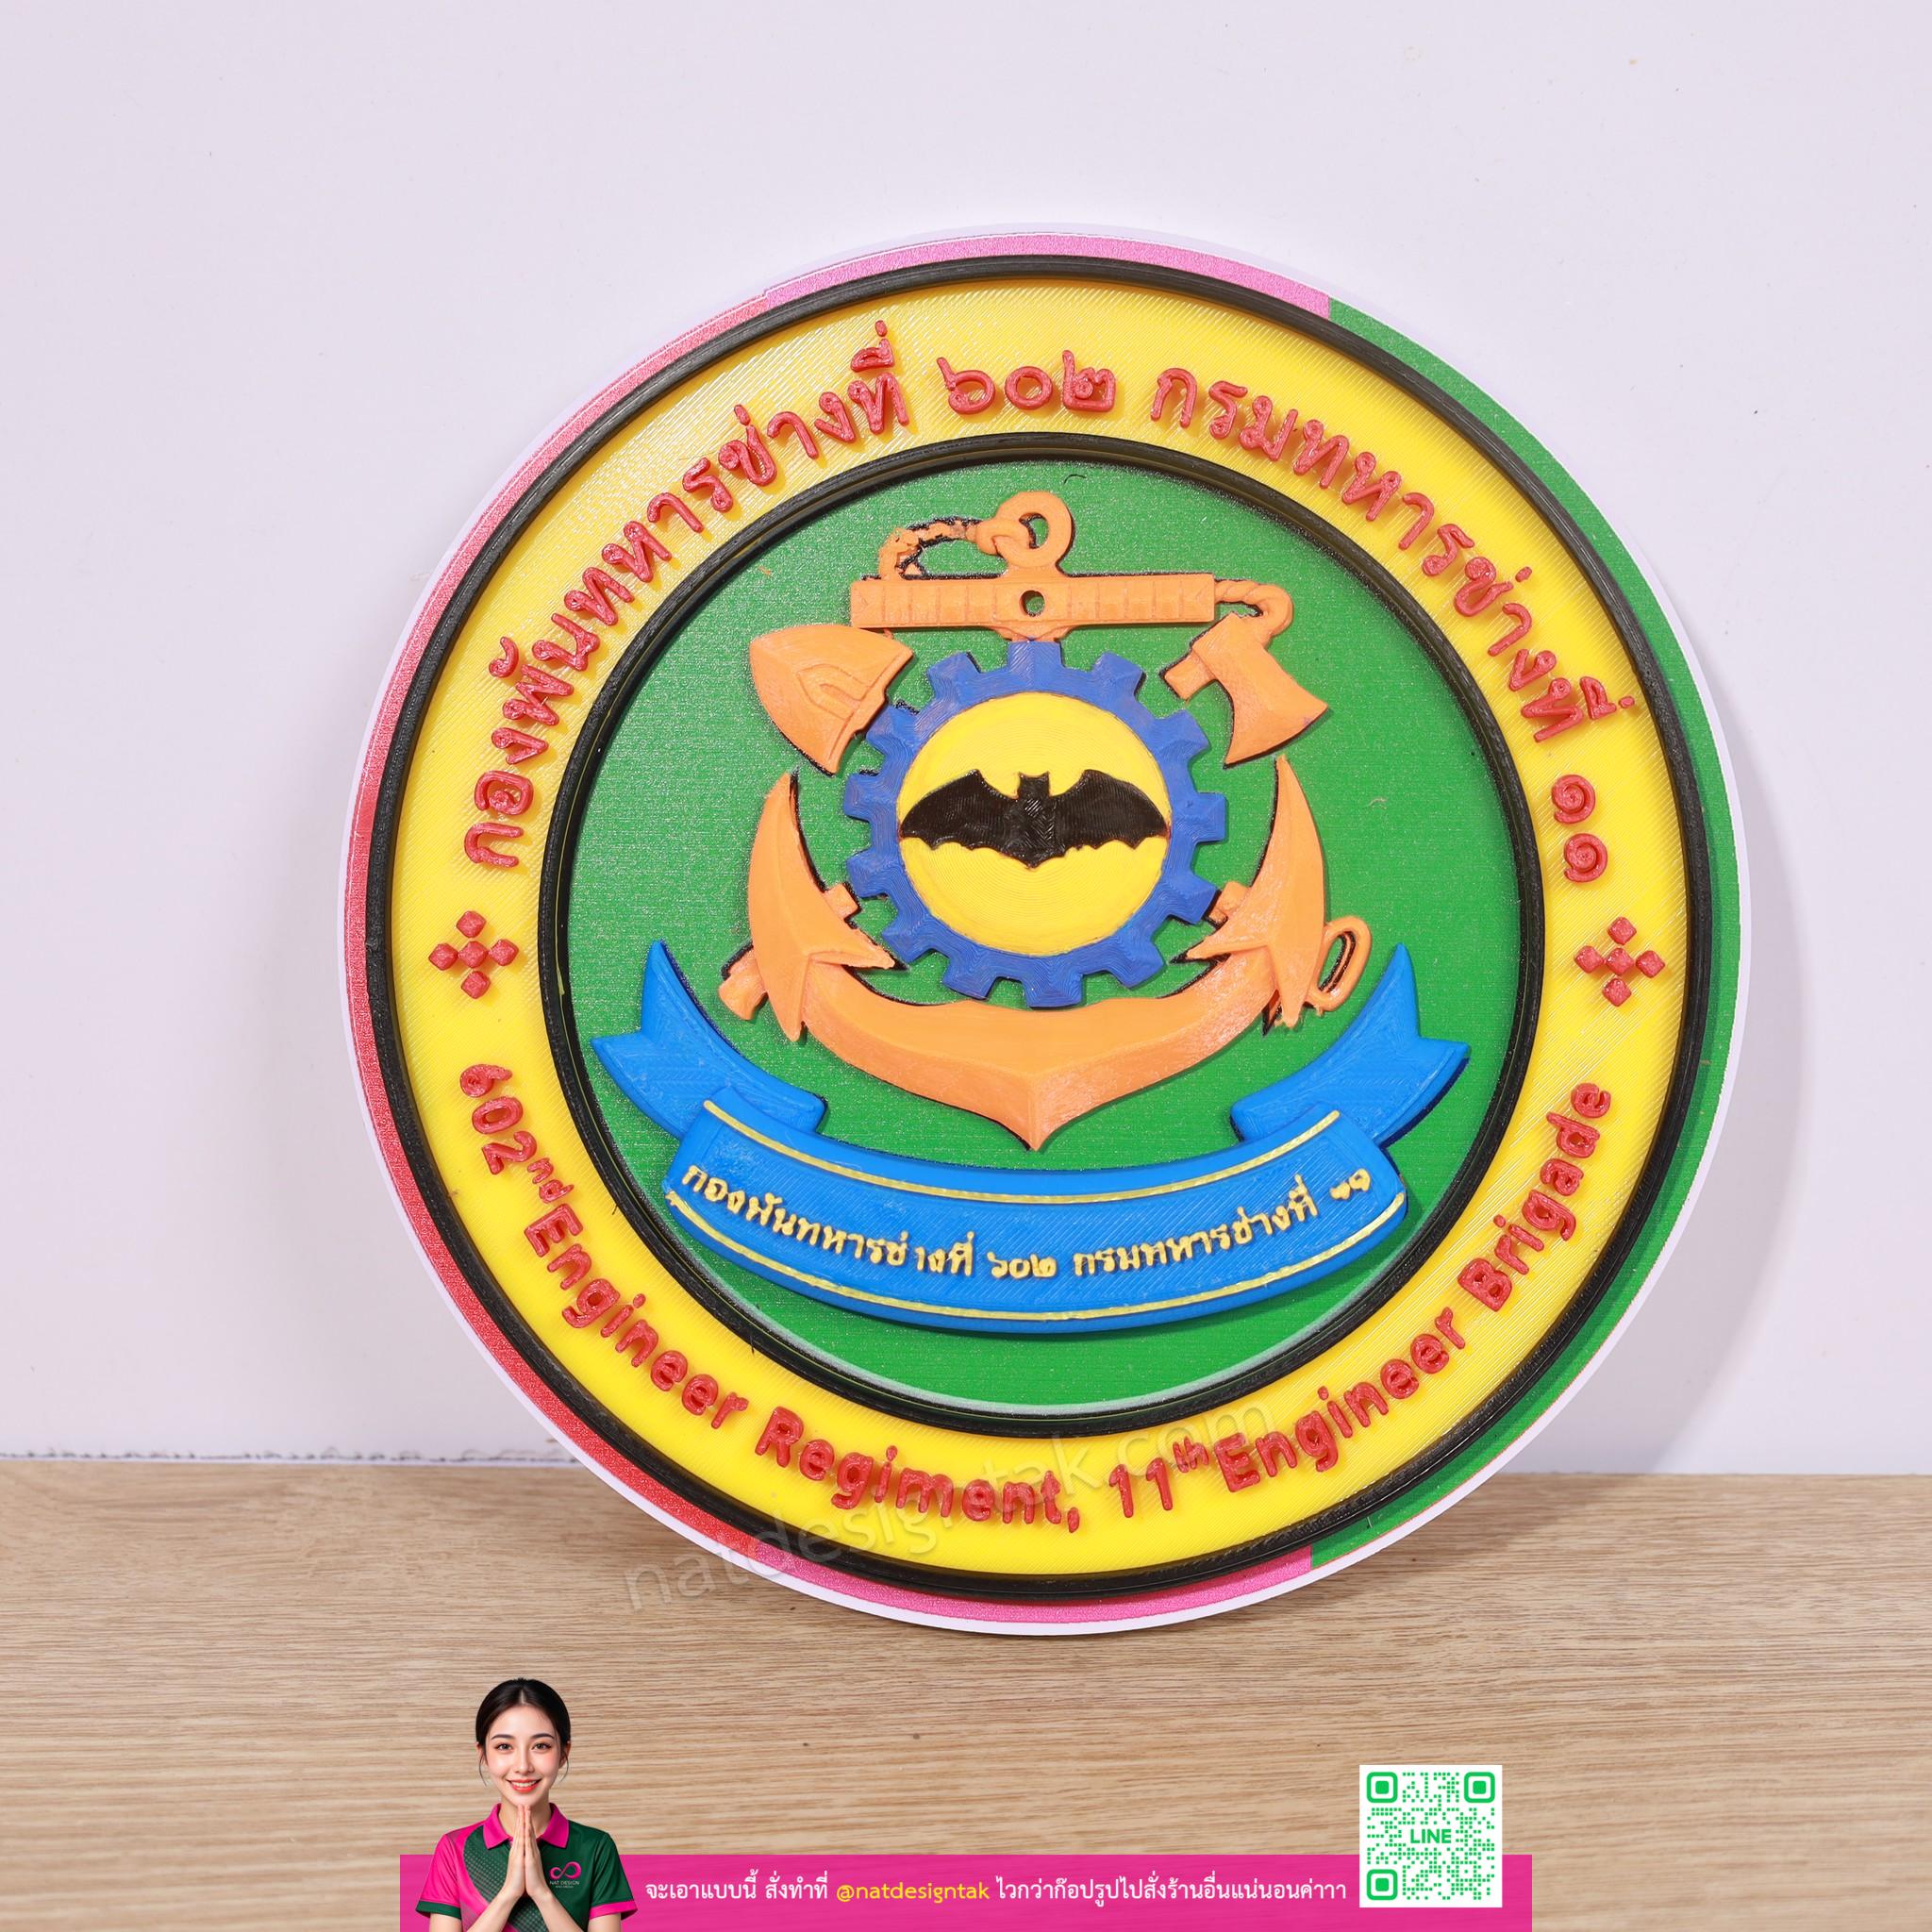 กองพันทหารช่างที่ ๖๐๒ กรมทหารช่างที่ ๑๑
กองพันทหารช่างที่ ๖๐๒ กรมทหารช่างที่ ๑๑
602nd Engineer Regiment, 11th Engineer Brigade
natdesigntak.com
NAT DESIGN
จะเอาแบบนี้ สั่งทำที่ @natdesigntak ไวกว่าก๊อปรูปไปสั่งร้านอื่นแน่นอนค่าาา
LINE